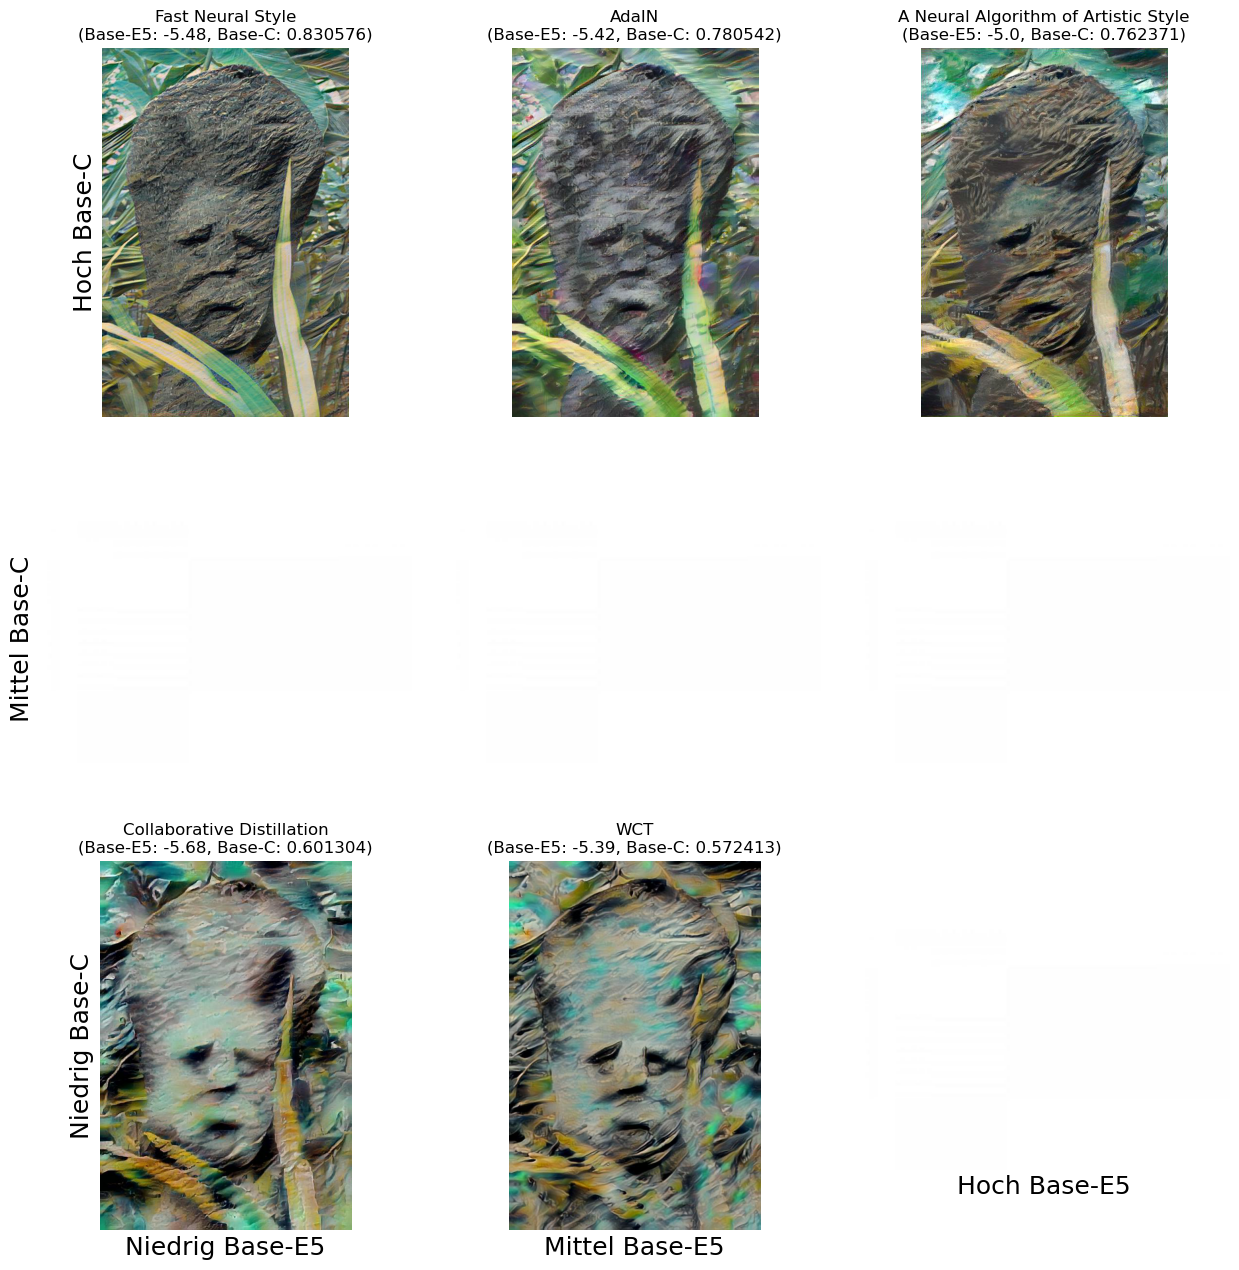 Fast Neural Style
(Base-E5: -5.48, Base-C: 0.830576)
AdaIN
(Base-E5: -5.42, Base-C: 0.780542)
A Neural Algorithm of Artistic Style
(Base-E5: -5.0, Base-C: 0.762371)
Hoch Base-C
Mittel Base-C
Collaborative Distillation
(Base-E5: -5.68, Base-C: 0.601304)
WCT
(Base-E5: -5.39, Base-C: 0.572413)
Niedrig Base-C
Hoch Base-E5
Niedrig Base-E5
Mittel Base-E5